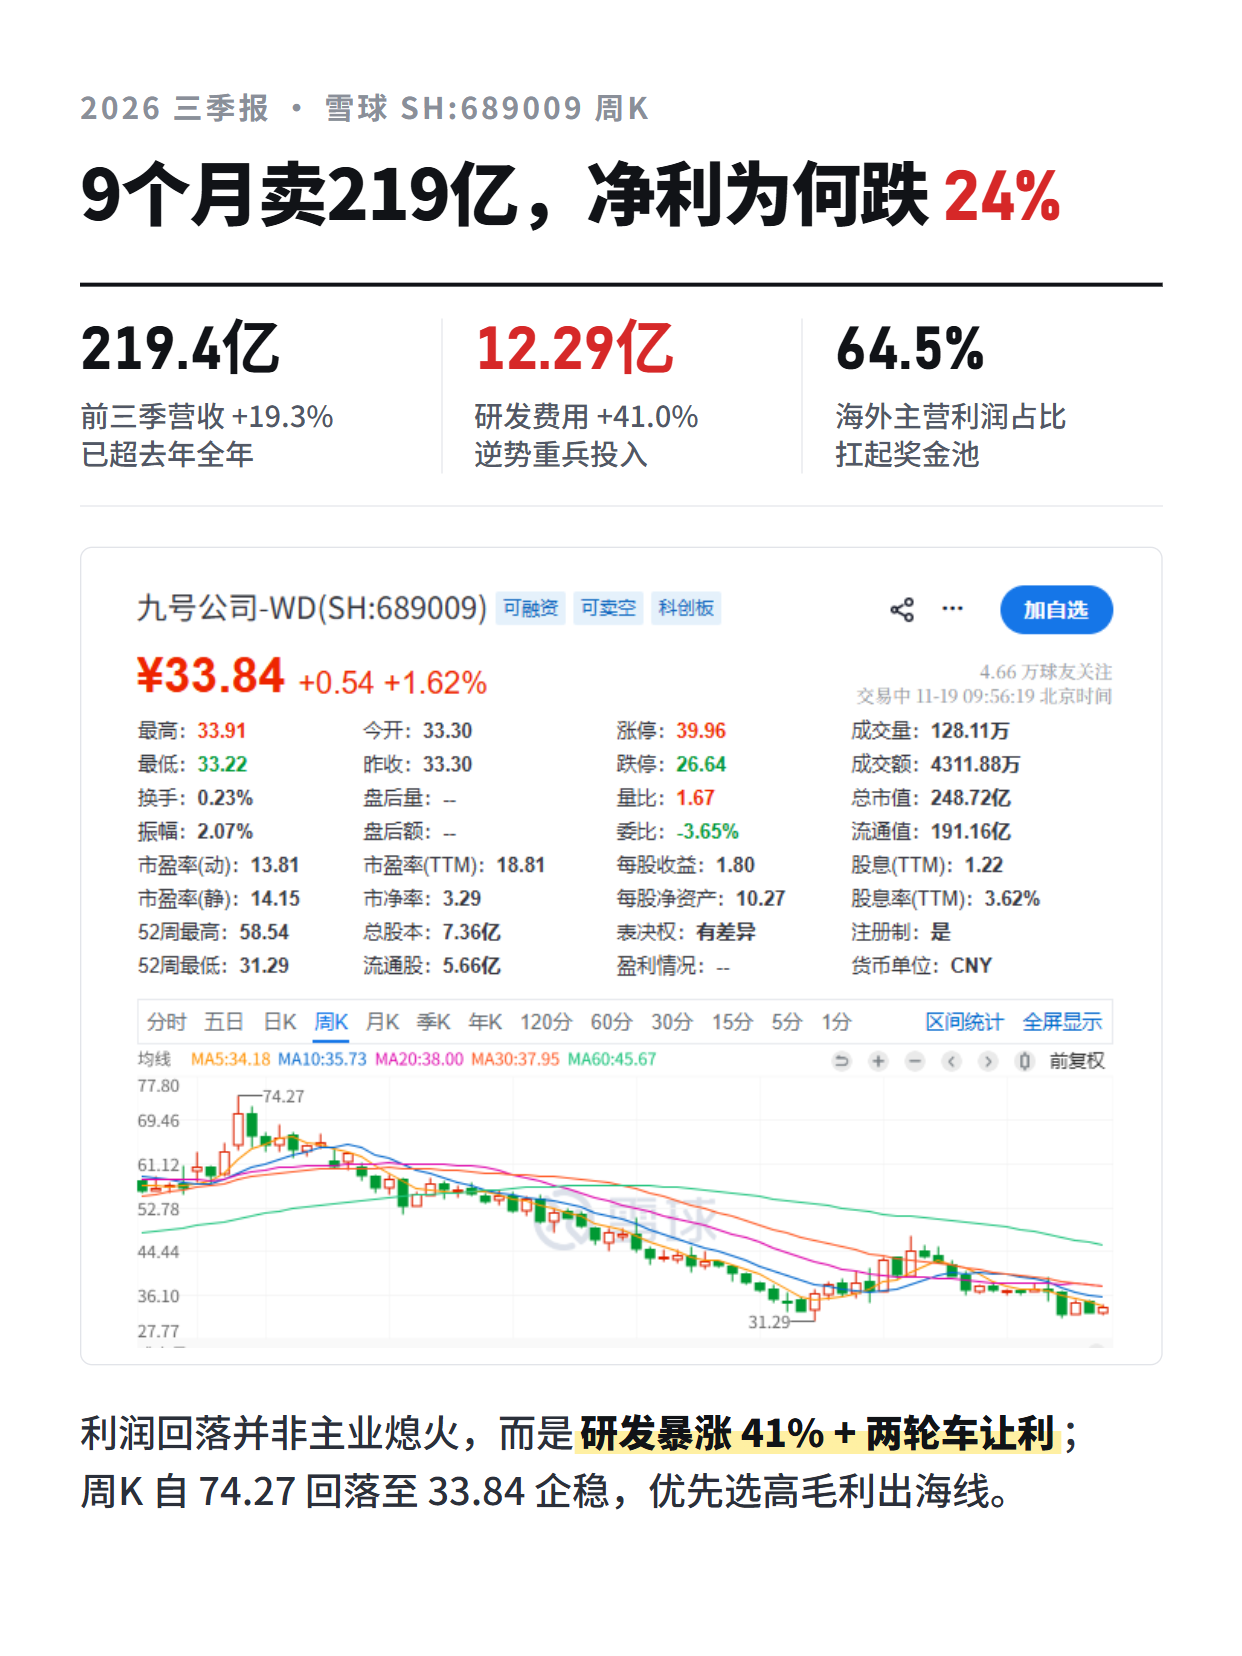 2026 三季报 · 雪球 SH:689009 周K
9个月卖219亿，净利为何跌 24%
219.4亿
前三季营收 +19.3%
已超去年全年
12.29亿
研发费用 +41.0%
逆势重兵投入
64.5%
海外主营利润占比
扛起奖金池
九号公司-WD(SH:689009) 可融资 可卖空 科创板 加自选
¥33.84 +0.54 +1.62%
4.66 万球友关注
交易中 11-19 09:56:19 北京时间
最高：33.91 今开：33.30 涨停：39.96 成交量：128.11万
最低：33.22 昨收：33.30 跌停：26.64 成交额：4311.88万
换手：0.23% 盘后量：-- 量比：1.67 总市值：248.72亿
振幅：2.07% 盘后额：-- 委比：-3.65% 流通值：191.16亿
市盈率(动)：13.81 市盈率(TTM)：18.81 每股收益：1.80 股息(TTM)：1.22
市盈率(静)：14.15 市净率：3.29 每股净资产：10.27 股息率(TTM)：3.62%
52周最高：58.54 总股本：7.36亿 表决权：有差异 注册制：是
52周最低：31.29 流通股：5.66亿 盈利情况：-- 货币单位：CNY
分时 五日 日K 周K 月K 季K 年K 120分 60分 30分 15分 5分 1分 区间统计 全屏显示
均线 MA5:34.18 MA10:35.73 MA20:38.00 MA30:37.95 MA60:45.67 前复权
77.80
74.27
69.46
61.12
52.78
雪球
44.44
36.10
31.29
27.77
利润回落并非主业熄火，而是 研发暴涨 41% + 两轮车让利；
周K 自 74.27 回落至 33.84 企稳，优先选高毛利出海线。